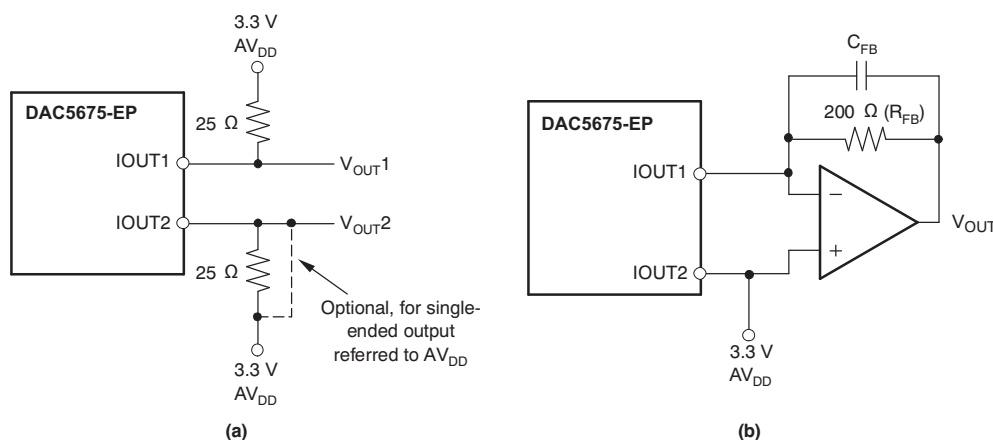 3.3 V
AVDD
DAC5675-EP
25 Ω
IOUT1
VOUT1
IOUT2
VOUT2
25 Ω
Optional, for single-
ended output
referred to AVDD
3.3 V
AVDD
(a)
CFB
200 Ω (RFB)
DAC5675-EP
IOUT1
−
+
VOUT
IOUT2
3.3 V
AVDD
(b)